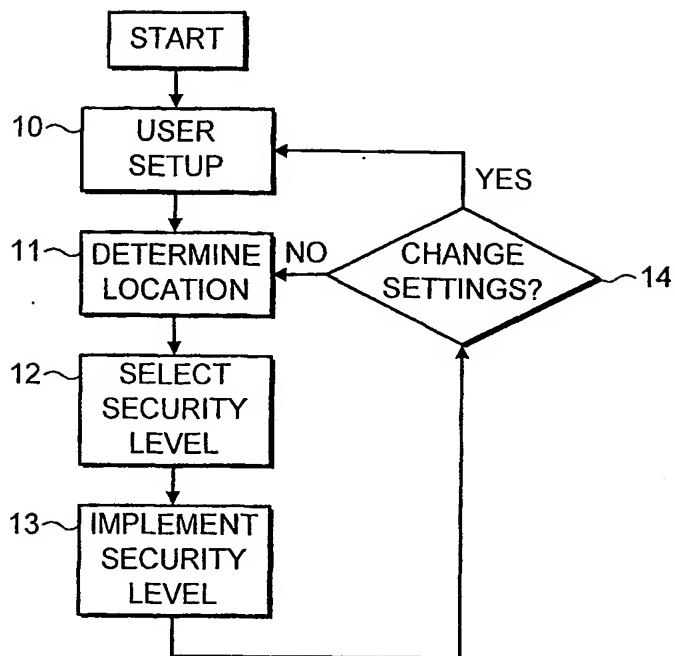 START
10
USER
SETUP
YES
11
DETERMINE
LOCATION
NO
CHANGE
SETTINGS?
14
12
SELECT
SECURITY
LEVEL
13
IMPLEMENT
SECURITY
LEVEL